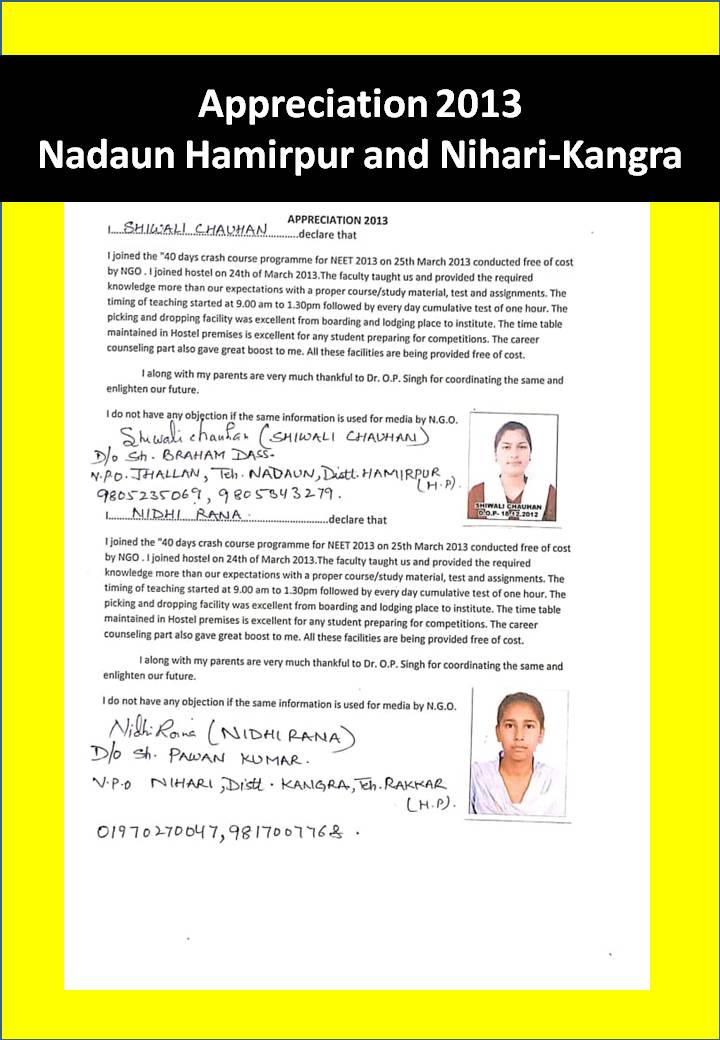 Appreciation 2013
Nadaun Hamirpur and Nihari-Kangra
APPRECIATION 2013
I....SHIWALI CHAUHAN............declare that
I joined the "40 days crash course programme for NEET 2013 on 25th March 2013 conducted free of cost
by NGO . I joined hostel on 24th of March 2013.The faculty taught us and provided the required
knowledge more than our expectations with a proper course/study material, test and assignments. The
timing of teaching started at 9.00 am to 1.30pm followed by every day cumulative test of one hour. The
picking and dropping facility was excellent from boarding and lodging place to institute. The time table
maintained in Hostel premises is excellent for any student preparing for competitions. The career
counseling part also gave great boost to me. All these facilities are being provided free of cost.
I along with my parents are very much thankful to Dr. O.P. Singh for coordinating the same and
enlighten our future.
I do not have any objection if the same information is used for media by N.G.O.
Shiwali chauhan (SHIWALI CHAUHAN)
D/o Sh. BRAHAM DASS.
V.P.O. JHALLAN, Teh. NADAUN, Distt. HAMIRPUR
(H.P).
9805235069, 9805343279.
SHIWALI CHAUHAN
D.O.P- 18.12.2012
I........NIDHI RANA........................declare that
I joined the "40 days crash course programme for NEET 2013 on 25th March 2013 conducted free of cost
by NGO . I joined hostel on 24th of March 2013.The faculty taught us and provided the required
knowledge more than our expectations with a proper course/study material, test and assignments. The
timing of teaching started at 9.00 am to 1.30pm followed by every day cumulative test of one hour. The
picking and dropping facility was excellent from boarding and lodging place to institute. The time table
maintained in Hostel premises is excellent for any student preparing for competitions. The career
counseling part also gave great boost to me. All these facilities are being provided free of cost.
I along with my parents are very much thankful to Dr. O.P. Singh for coordinating the same and
enlighten our future.
I do not have any objection if the same information is used for media by N.G.O.
Nidhi Rana (NIDHI RANA)
D/o Sh. PAWAN KUMAR.
V.P.O NIHARI, Distt. KANGRA, Teh. RAKKAR
(H.P).
01970270047, 9817007768.